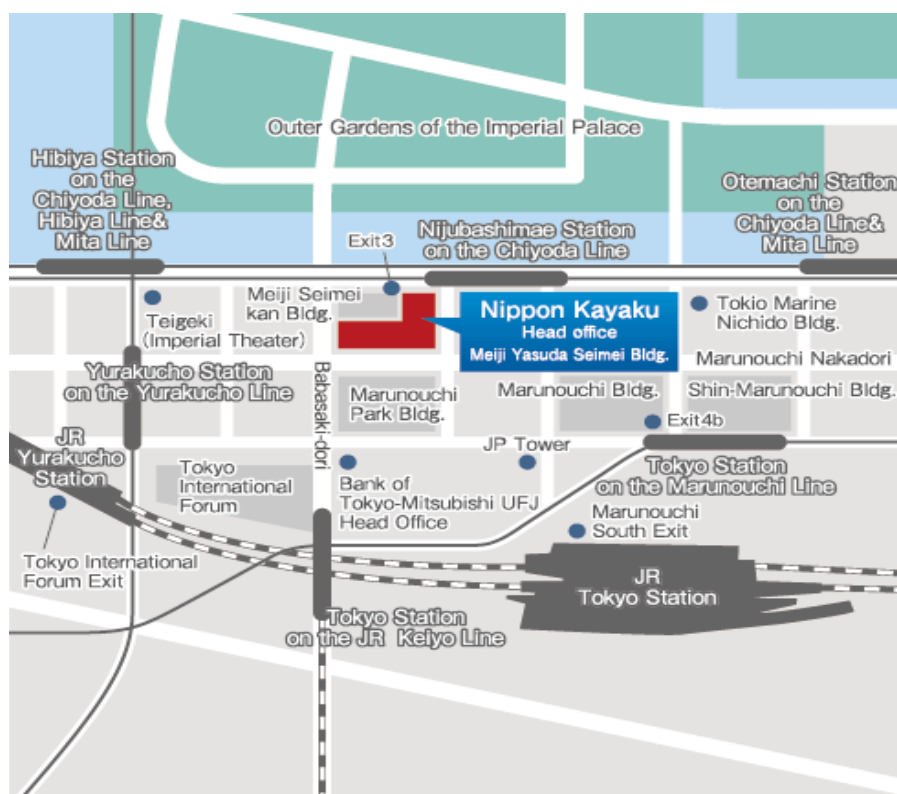 Outer Gardens of the Imperial Palace
Hibiya Station
on the
Chiyoda Line,
Hibiya Line&
Mita Line
Otemachi Station
on the
Chiyoda Line&
Mita Line
Nijubashimae Station
on the Chiyoda Line
Exit3
Meiji Seimei
kan Bldg.
Nippon Kayaku
Head office
Meiji Yasuda Seimei Bldg.
Tokio Marine
Nichido Bldg.
Teigeki
(Imperial Theater)
Marunouchi Nakadori
Yurakucho Station
on the Yurakucho Line
Babasaki-dori
Marunouchi
Park Bldg.
Marunouchi Bldg.
Shin-Marunouchi Bldg.
Exit4b
JR
Yurakucho
Station
JP Tower
Tokyo
International
Forum
Bank of
Tokyo-Mitsubishi UFJ
Head Office
Tokyo Station
on the Marunouchi Line
Marunouchi
South Exit
Tokyo International
Forum Exit
JR
Tokyo Station
Tokyo Station
on the JR Keiyo Line